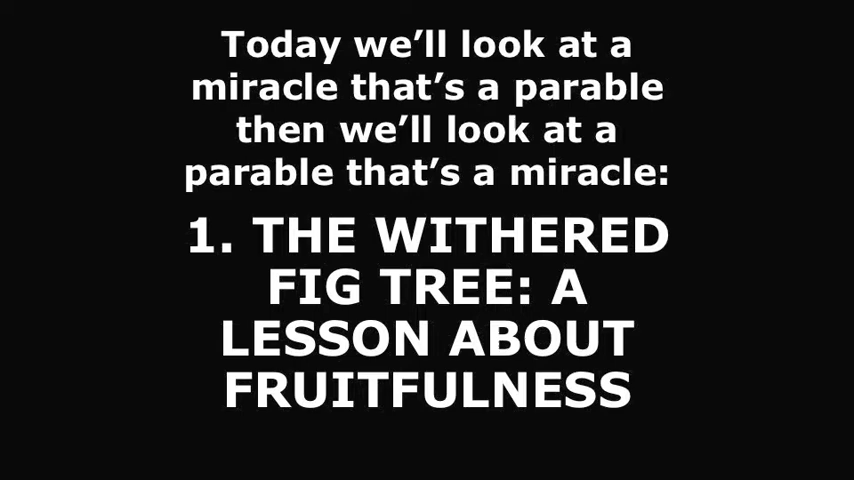 Today we’ll look at a
miracle that’s a parable
then we’ll look at a
parable that’s a miracle:
1. THE WITHERED
FIG TREE: A
LESSON ABOUT
FRUITFULNESS